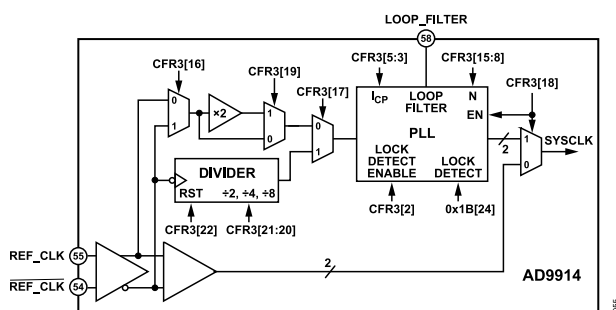 LOOP_FILTER
58
CFR3[16]
CFR3[19]
CFR3[17]
CFR3[5:3]
CFR3[15:8]
CFR3[18]
0
1
×2
1
0
0
1
ICP
LOOP
FILTER
N
EN
PLL
LOCK
DETECT
ENABLE
LOCK
DETECT
2
1
0
SYSCLK
DIVIDER
RST
÷2, ÷4, ÷8
CFR3[22]
CFR3[21:20]
CFR3[2]
0x1B[24]
REF_CLK
55
REF_CLK
54
2
AD9914